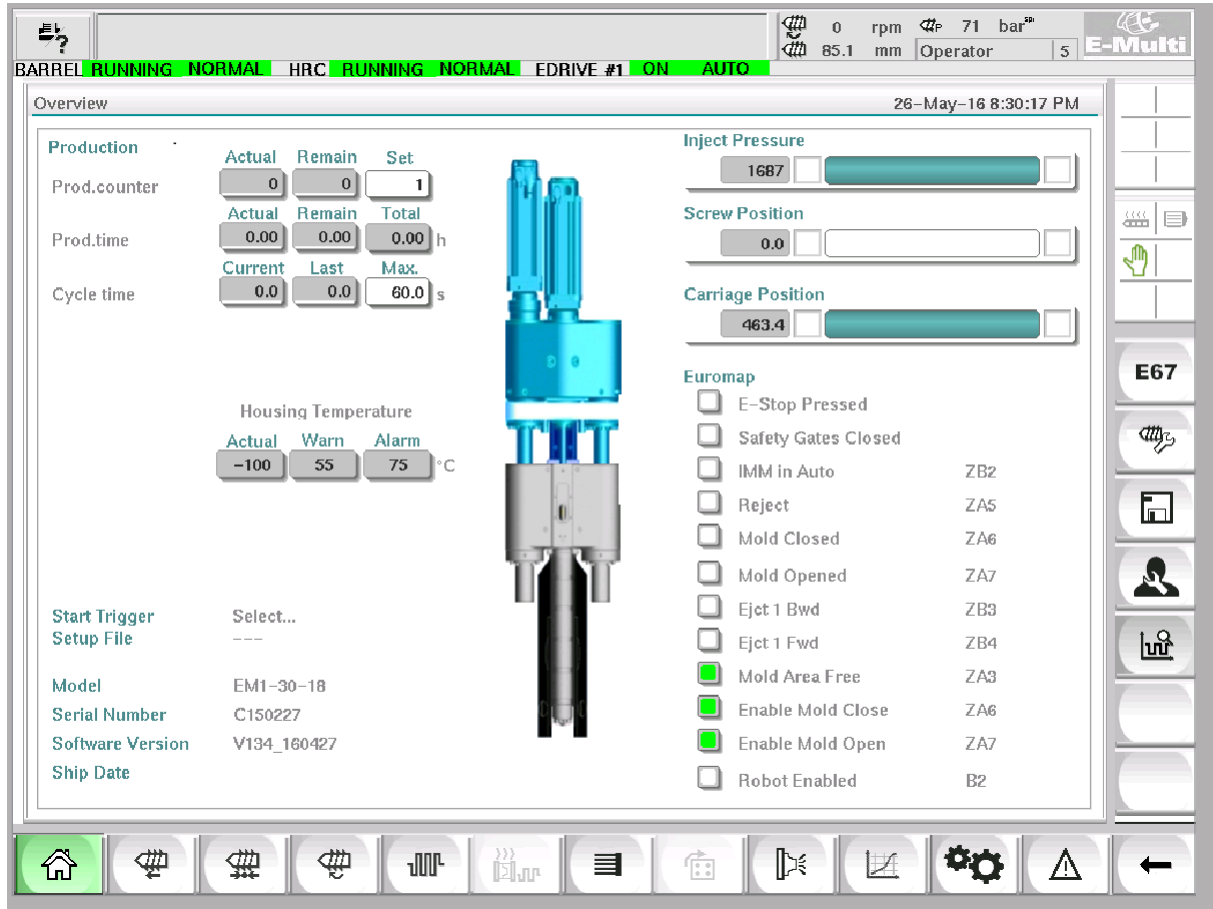 0 rpm P 71 bar sp
85.1 mm Operator 5 E-Multi
BARREL RUNNING NORMAL HRC RUNNING NORMAL EDRIVE #1 ON AUTO
Overview 26-May-16 8:30:17 PM
Production
Actual Remain Set
Prod.counter 0 0 1
Actual Remain Total
Prod.time 0.00 0.00 0.00 h
Current Last Max.
Cycle time 0.0 0.0 60.0 s
Housing Temperature
Actual Warn Alarm
-100 55 75 °C
Start Trigger Select...
Setup File ---
Model EM1-30-18
Serial Number C150227
Software Version V134_160427
Ship Date
Inject Pressure
1687
Screw Position
0.0
Carriage Position
463.4
Euromap
E-Stop Pressed
Safety Gates Closed
IMM in Auto ZB2
Reject ZA5
Mold Closed ZA6
Mold Opened ZA7
Ejct 1 Bwd ZB3
Ejct 1 Fwd ZB4
Mold Area Free ZA3
Enable Mold Close ZA6
Enable Mold Open ZA7
Robot Enabled B2
E67